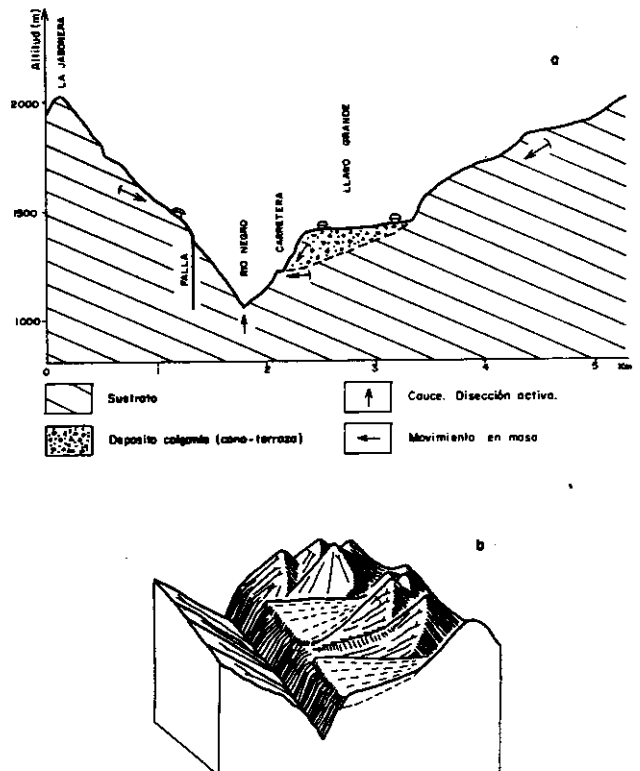 Altitud (m)
LA JABONERA
a
2000
LLANO GRANDE
1500
FALLA
RIO NEGRO
CARRETERA
1000
0
1
2
3
4
5
Km
Sustrato
Cauce. Disección activa.
Deposito colgante (cono-terraza)
Movimiento en masa
b